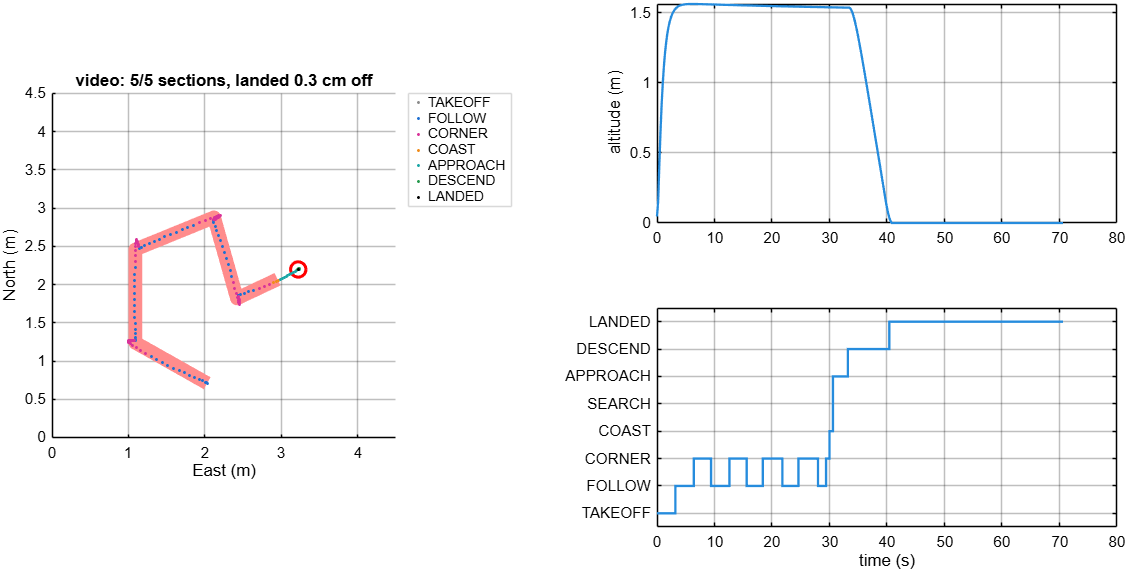 video: 5/5 sections, landed 0.3 cm off
4.5
4
3.5
3
2.5
2
1.5
1
0.5
0
North (m)
0 1 2 3 4
East (m)
TAKEOFF
FOLLOW
CORNER
COAST
APPROACH
DESCEND
LANDED
1.5
1
0.5
0
altitude (m)
0 10 20 30 40 50 60 70 80
LANDED
DESCEND
APPROACH
SEARCH
COAST
CORNER
FOLLOW
TAKEOFF
0 10 20 30 40 50 60 70 80
time (s)